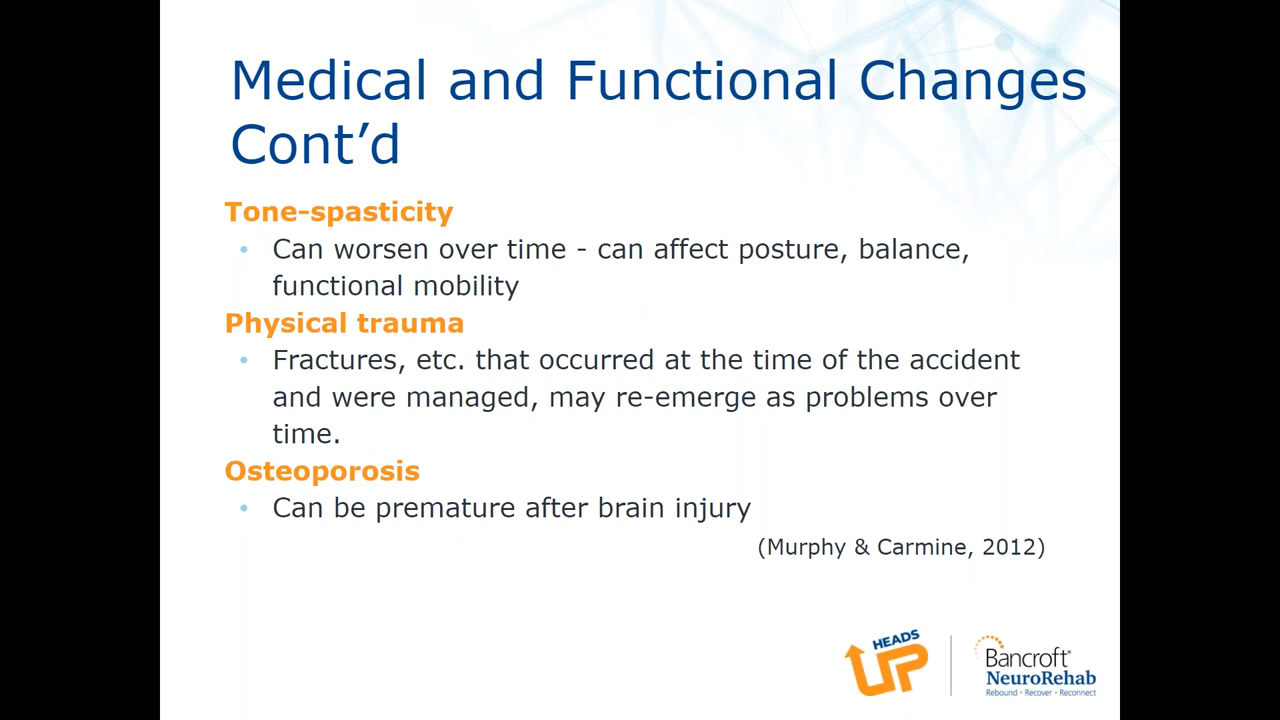 Medical and Functional Changes
Cont’d
Tone-spasticity
• Can worsen over time - can affect posture, balance,
functional mobility
Physical trauma
• Fractures, etc. that occurred at the time of the accident
and were managed, may re-emerge as problems over
time.
Osteoporosis
• Can be premature after brain injury
(Murphy & Carmine, 2012)
HEADS
UP
Bancroft®
NeuroRehab
Rebound • Recover • Reconnect